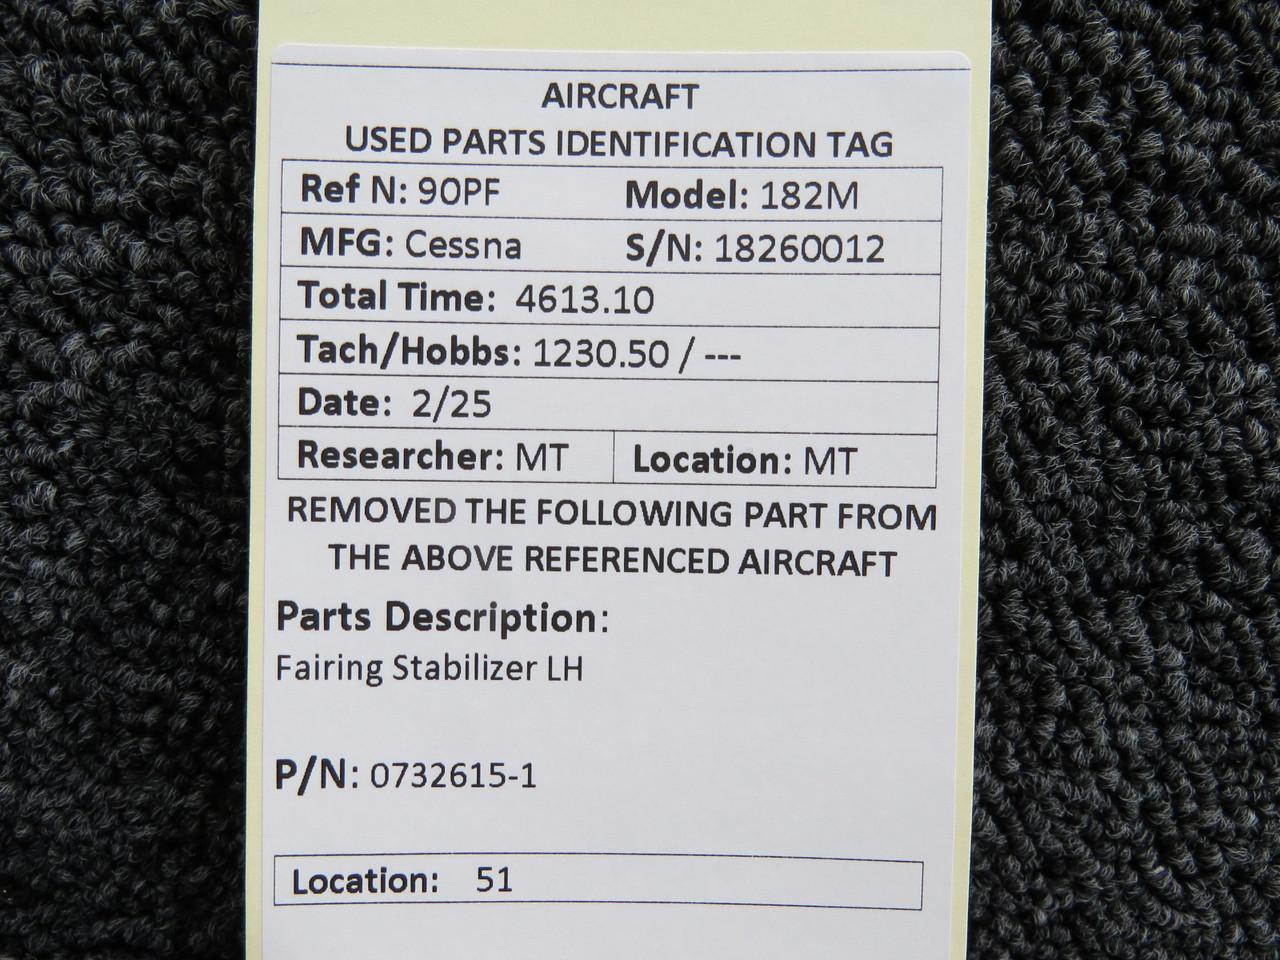 AIRCRAFT
USED PARTS IDENTIFICATION TAG
Ref N: 90PF Model: 182M
MFG: Cessna S/N: 18260012
Total Time: 4613.10
Tach/Hobbs: 1230.50 / ---
Date: 2/25
Researcher: MT Location: MT
REMOVED THE FOLLOWING PART FROM
THE ABOVE REFERENCED AIRCRAFT
Parts Description:
Fairing Stabilizer LH
P/N: 0732615-1
Location: 51